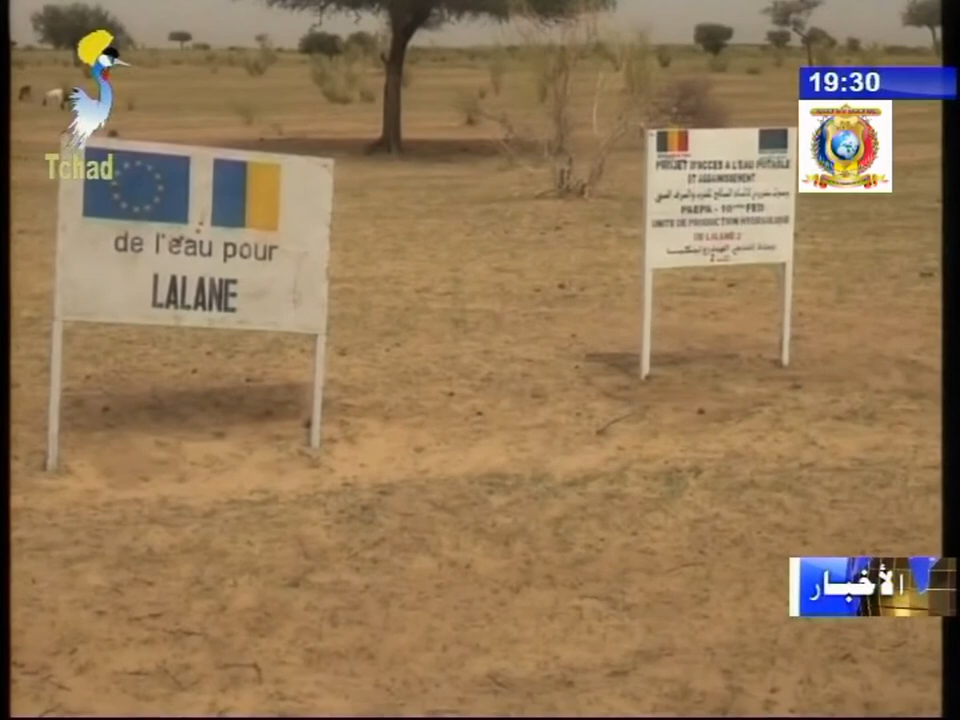 19:30
Tchad
de l'eau pour
LALANE
PROJET D'ACCES A L'EAU POTABLE
ET ASSAINISSEMENT
PAEPA - 10ème FED
UNITE DE PRODUCTION HYDRAULIQUE
DE LALANE 2
الأخبار